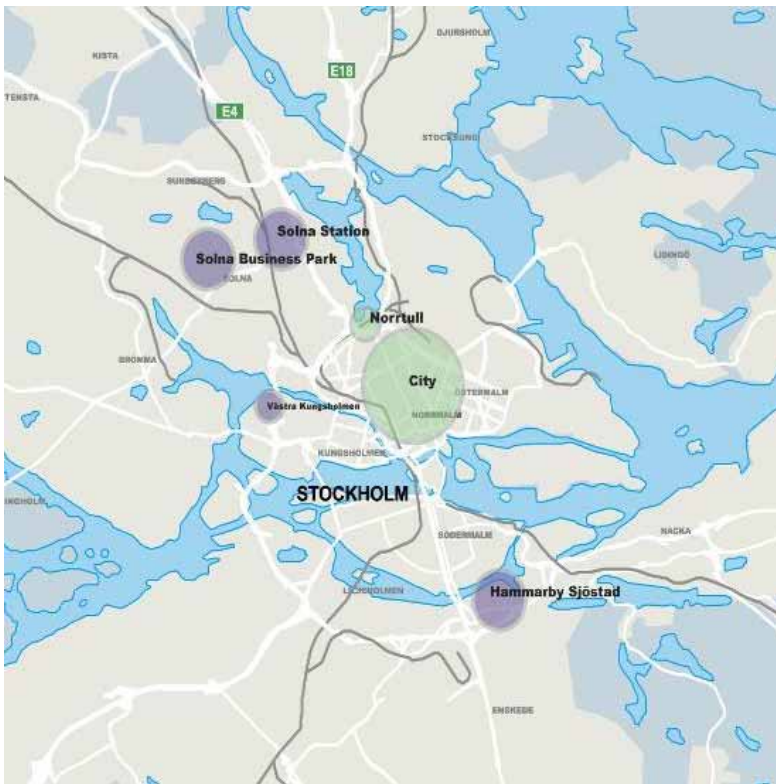 DJURSHOLM
KISTA
E18
TENSTA
E4
STOCKSUND
SUNDBYBERG
Solna Station
LIDINGÖ
Solna Business Park
SOLNA
Norrtull
BROMMA
City
ÖSTERMALM
Västra Kungsholmen
NORRMALM
KUNGSHOLMEN
STOCKHOLM
NACKA
SÖDERMALM
LILJEHOLMEN
Hammarby Sjöstad
ENSKEDE